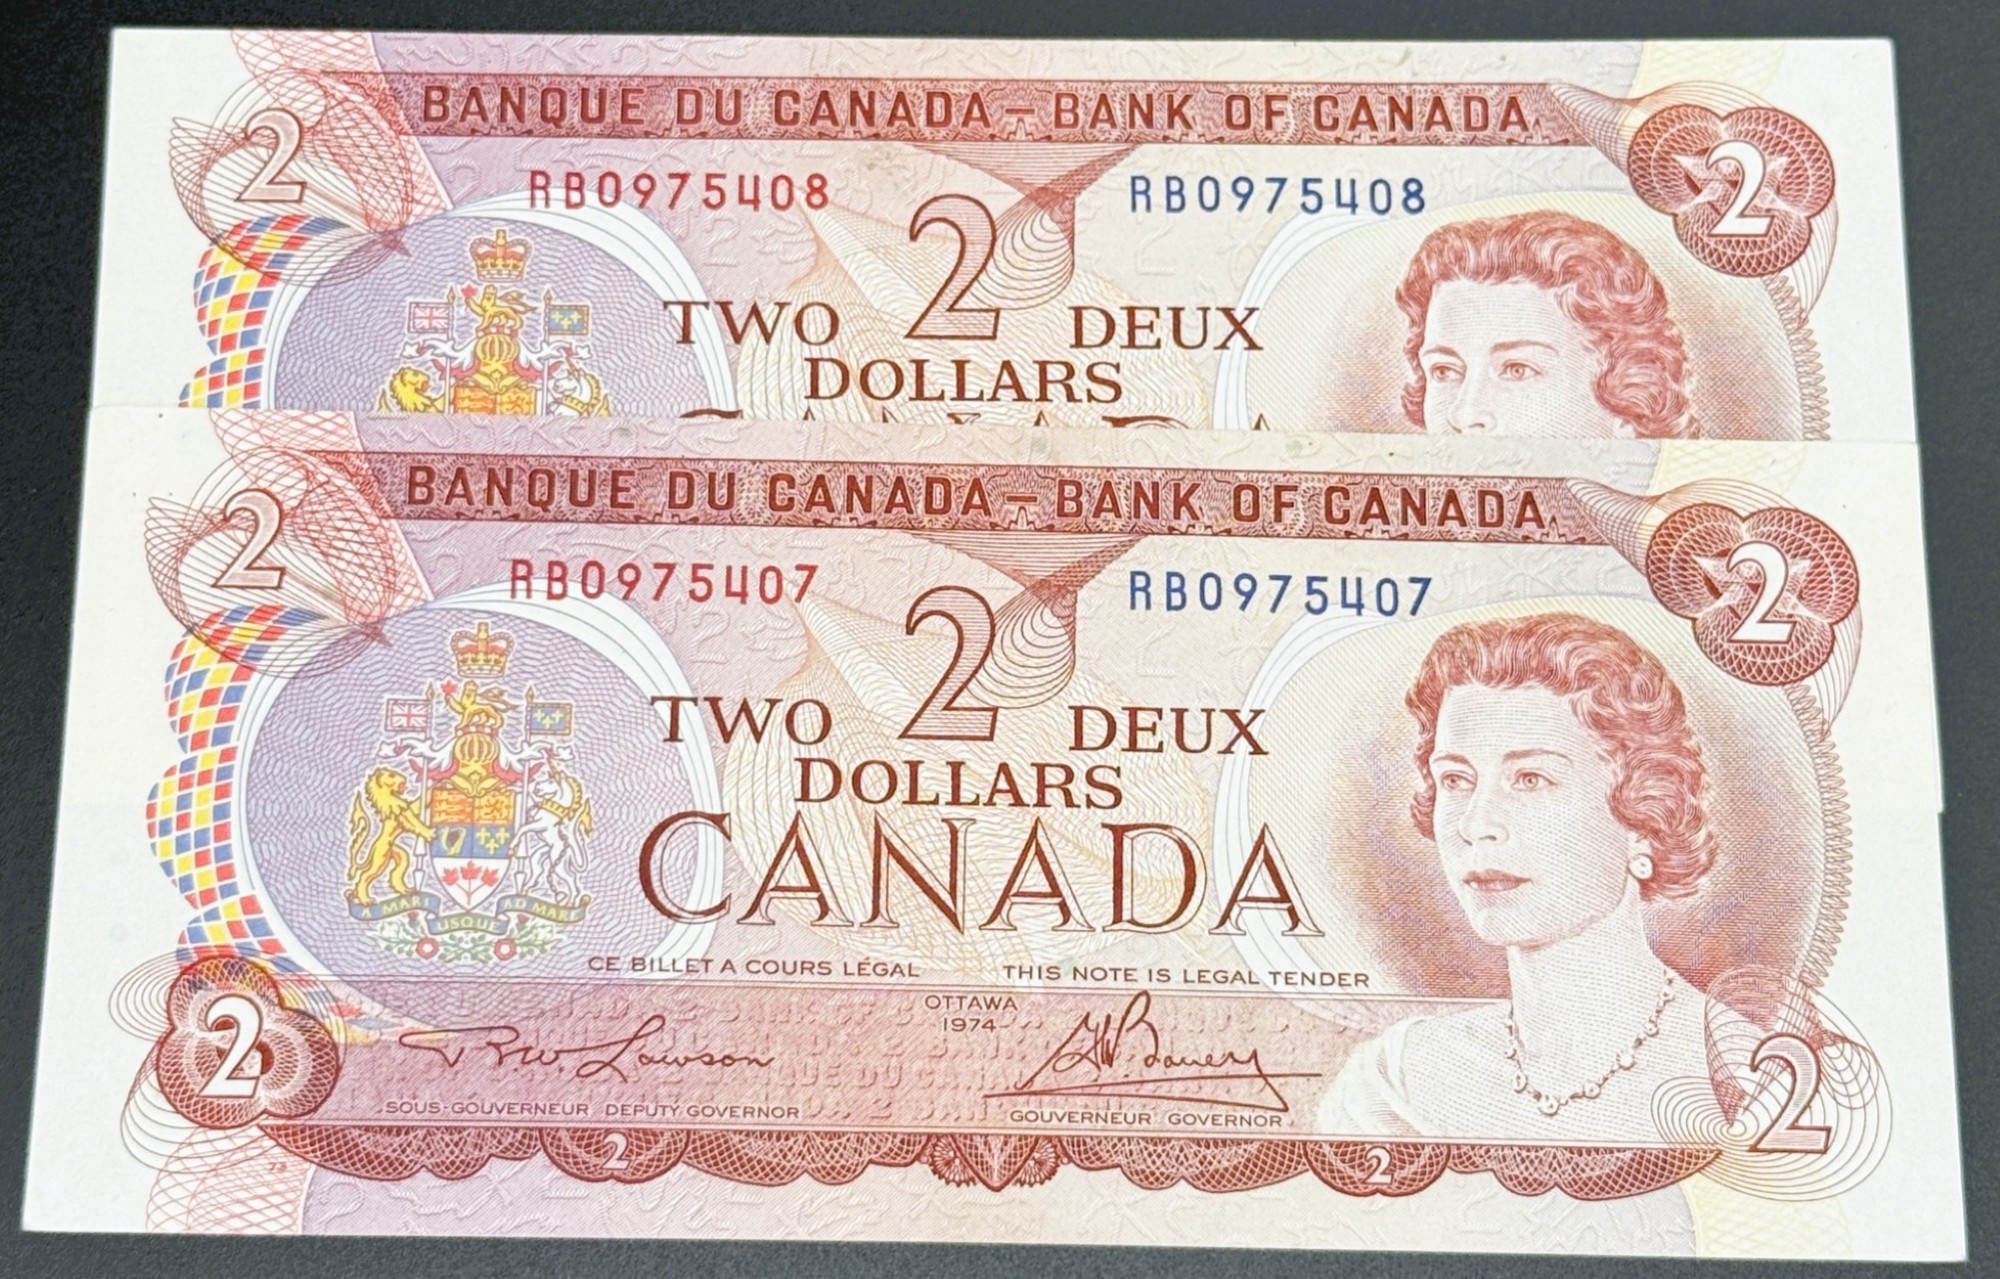 BANQUE DU CANADA – BANK OF CANADA
2
2
RB0975408
2
RB0975408
TWO DEUX
DOLLARS
BANQUE DU CANADA – BANK OF CANADA
2
2
RB0975407
2
RB0975407
TWO DEUX
DOLLARS
CANADA
A MARI USQUE AD MARE
CE BILLET A COURS LÉGAL
THIS NOTE IS LEGAL TENDER
OTTAWA
1974
2
R.W. Lawson
G.K. Bouey
2
SOUS-GOUVERNEUR DEPUTY GOVERNOR
GOUVERNEUR GOVERNOR
2
2